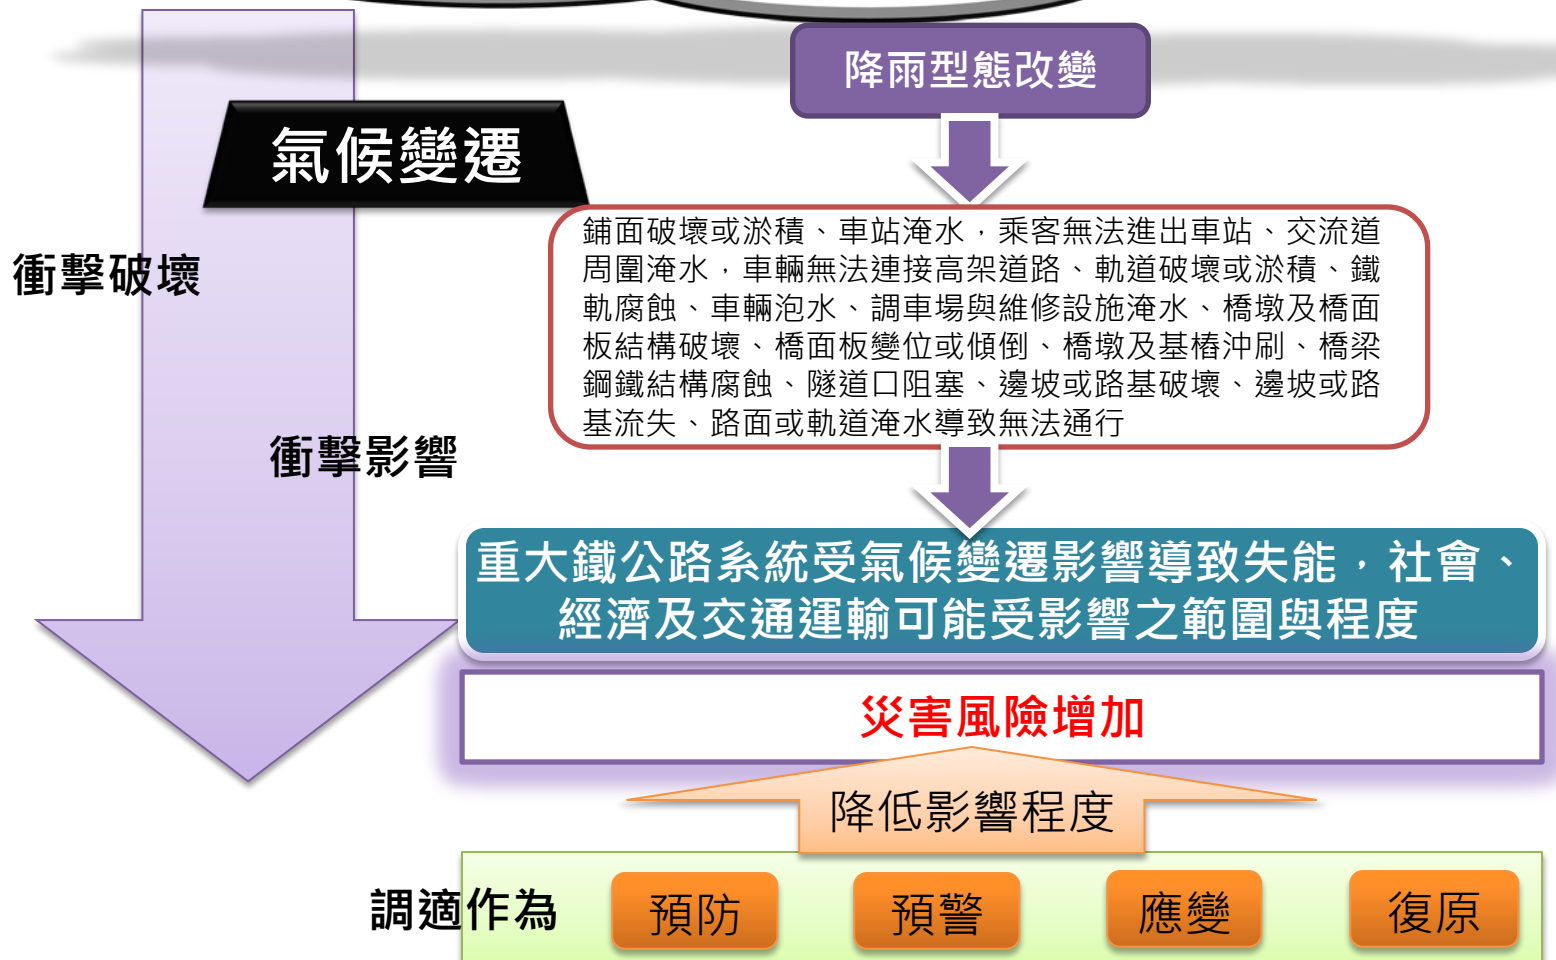 降雨型態改變
氣候變遷
衝擊破壞
鋪面破壞或淤積、車站淹水，乘客無法進出車站、交流道
周圍淹水，車輛無法連接高架道路、軌道破壞或淤積、鐵
軌腐蝕、車輛泡水、調車場與維修設施淹水、橋墩及橋面
板結構破壞、橋面板變位或傾倒、橋墩及基樁沖刷、橋梁
鋼鐵結構腐蝕、隧道口阻塞、邊坡或路基破壞、邊坡或路
基流失、路面或軌道淹水導致無法通行
衝擊影響
重大鐵公路系統受氣候變遷影響導致失能，社會、
經濟及交通運輸可能受影響之範圍與程度
災害風險增加
降低影響程度
調適作為
預防
預警
應變
復原